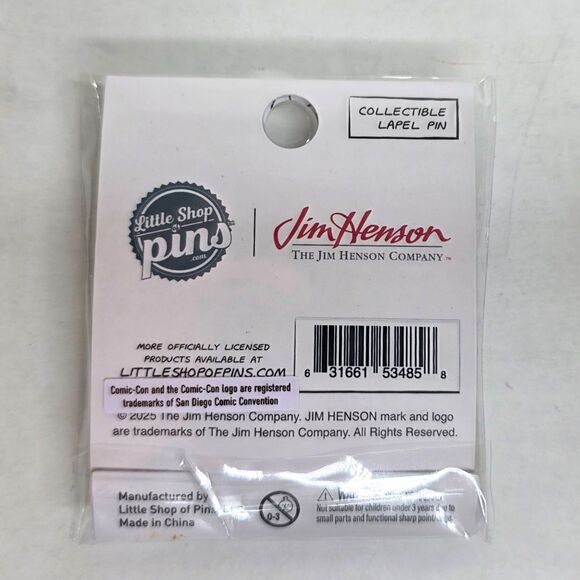 COLLECTIBLE
LAPEL PIN
Little Shop
of
pins
.com
Jim Henson
THE JIM HENSON COMPANY™
MORE OFFICIALLY LICENSED
PRODUCTS AVAILABLE AT
LITTLESHOPOFPINS.COM
6 31661 53485 8
Comic-Con and the Comic-Con logo are registered
trademarks of San Diego Comic Convention
© 2025 The Jim Henson Company. JIM HENSON mark and logo
are trademarks of The Jim Henson Company. All Rights Reserved.
Manufactured by
Little Shop of Pins
Made in China
0-3
Not suitable for children under 3 years due to
small parts and functional sharp point